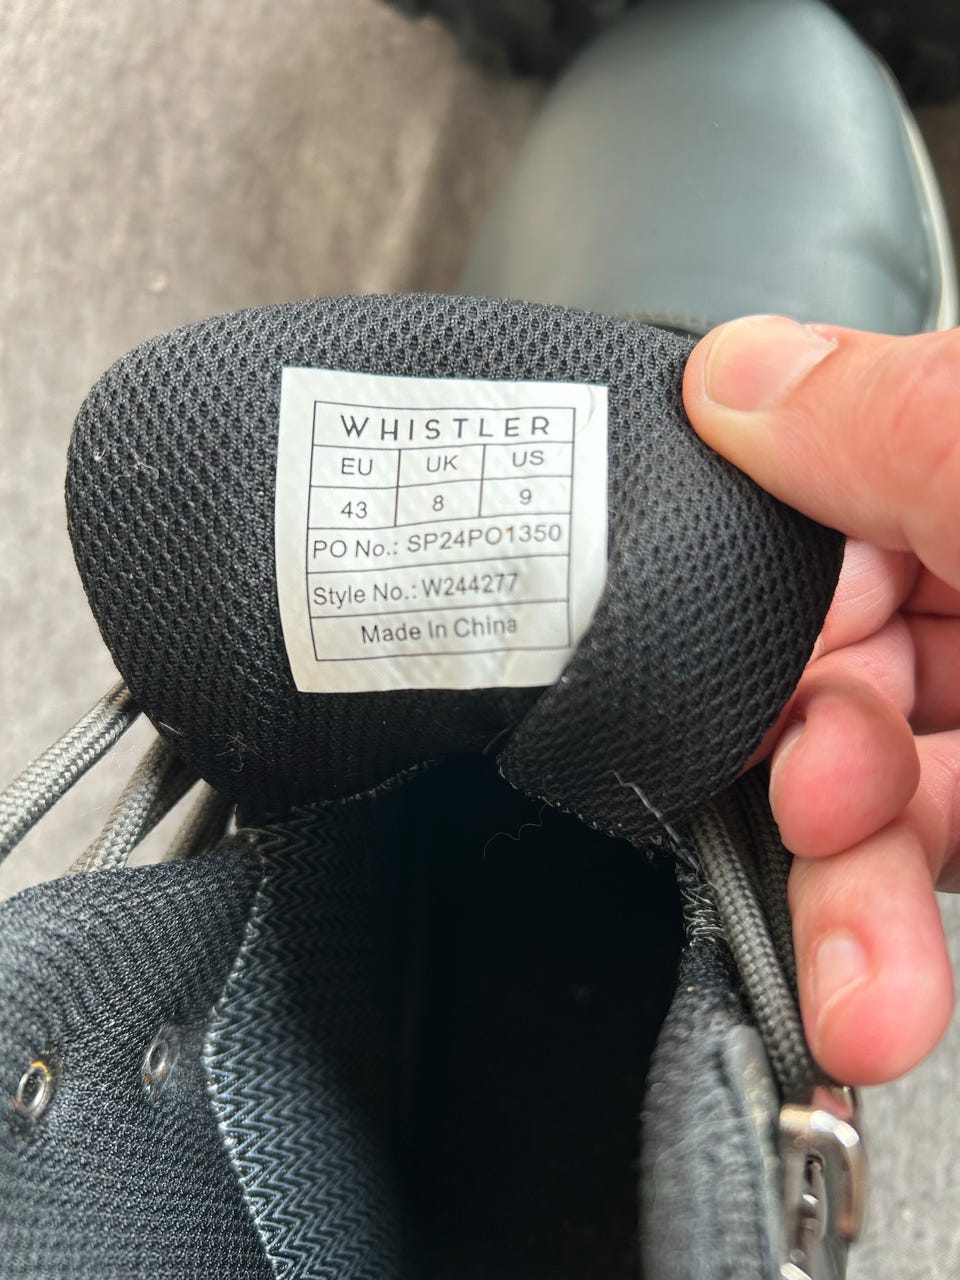 WHISTLER
EU UK US
43 8 9
PO No.: SP24PO1350
Style No.: W244277
Made In China